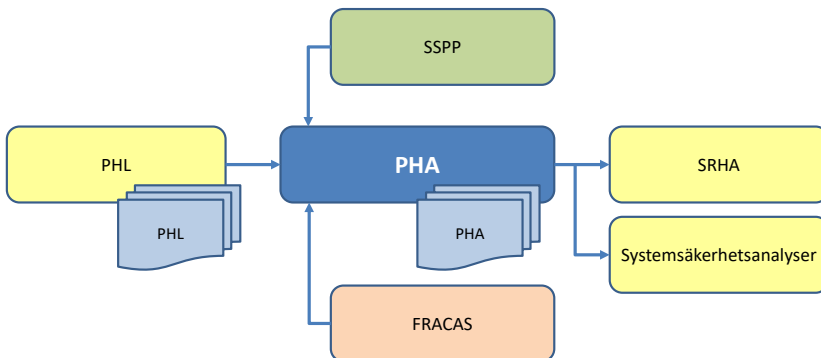 SSPP
PHL
PHA
SRHA
PHL
PHA
Systemsäkerhetsanalyser
FRACAS